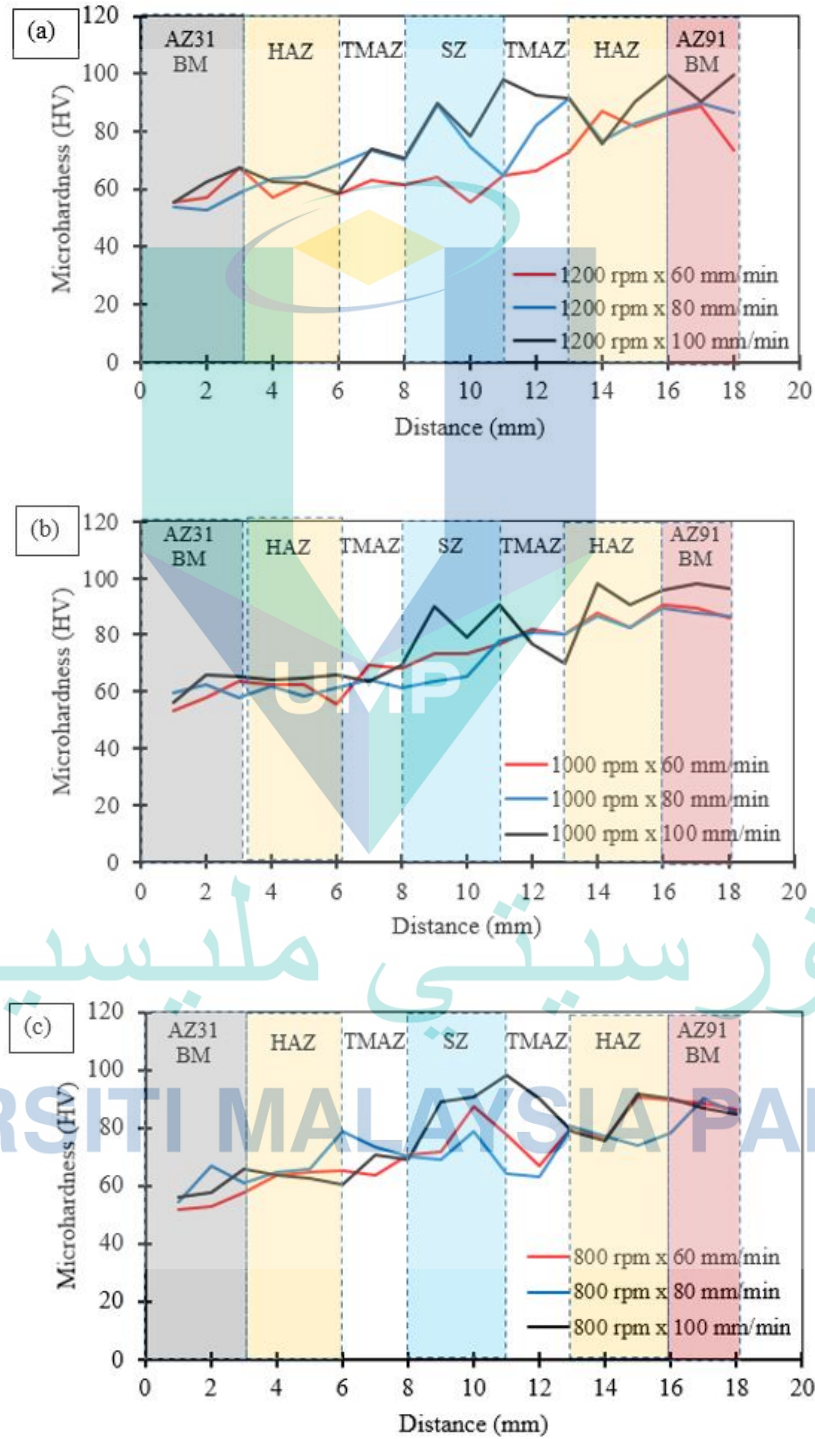 (a)
120
100
80
60
40
20
0
Microhardness (HV)
AZ31
BM
HAZ
TMAZ
SZ
TMAZ
HAZ
AZ91
BM
1200 rpm x 60 mm/min
1200 rpm x 80 mm/min
1200 rpm x 100 mm/min
0 2 4 6 8 10 12 14 16 18 20
Distance (mm)
(b)
120
100
80
60
40
20
0
Microhardness (HV)
AZ31
BM
HAZ
TMAZ
SZ
TMAZ
HAZ
AZ91
BM
UMP
1000 rpm x 60 mm/min
1000 rpm x 80 mm/min
1000 rpm x 100 mm/min
0 2 4 6 8 10 12 14 16 18 20
Distance (mm)
(c)
120
100
80
60
40
20
0
Microhardness (HV)
AZ31
BM
HAZ
TMAZ
SZ
TMAZ
HAZ
AZ91
BM
MALAYSIA
800 rpm x 60 mm/min
800 rpm x 80 mm/min
800 rpm x 100 mm/min
0 2 4 6 8 10 12 14 16 18 20
Distance (mm)